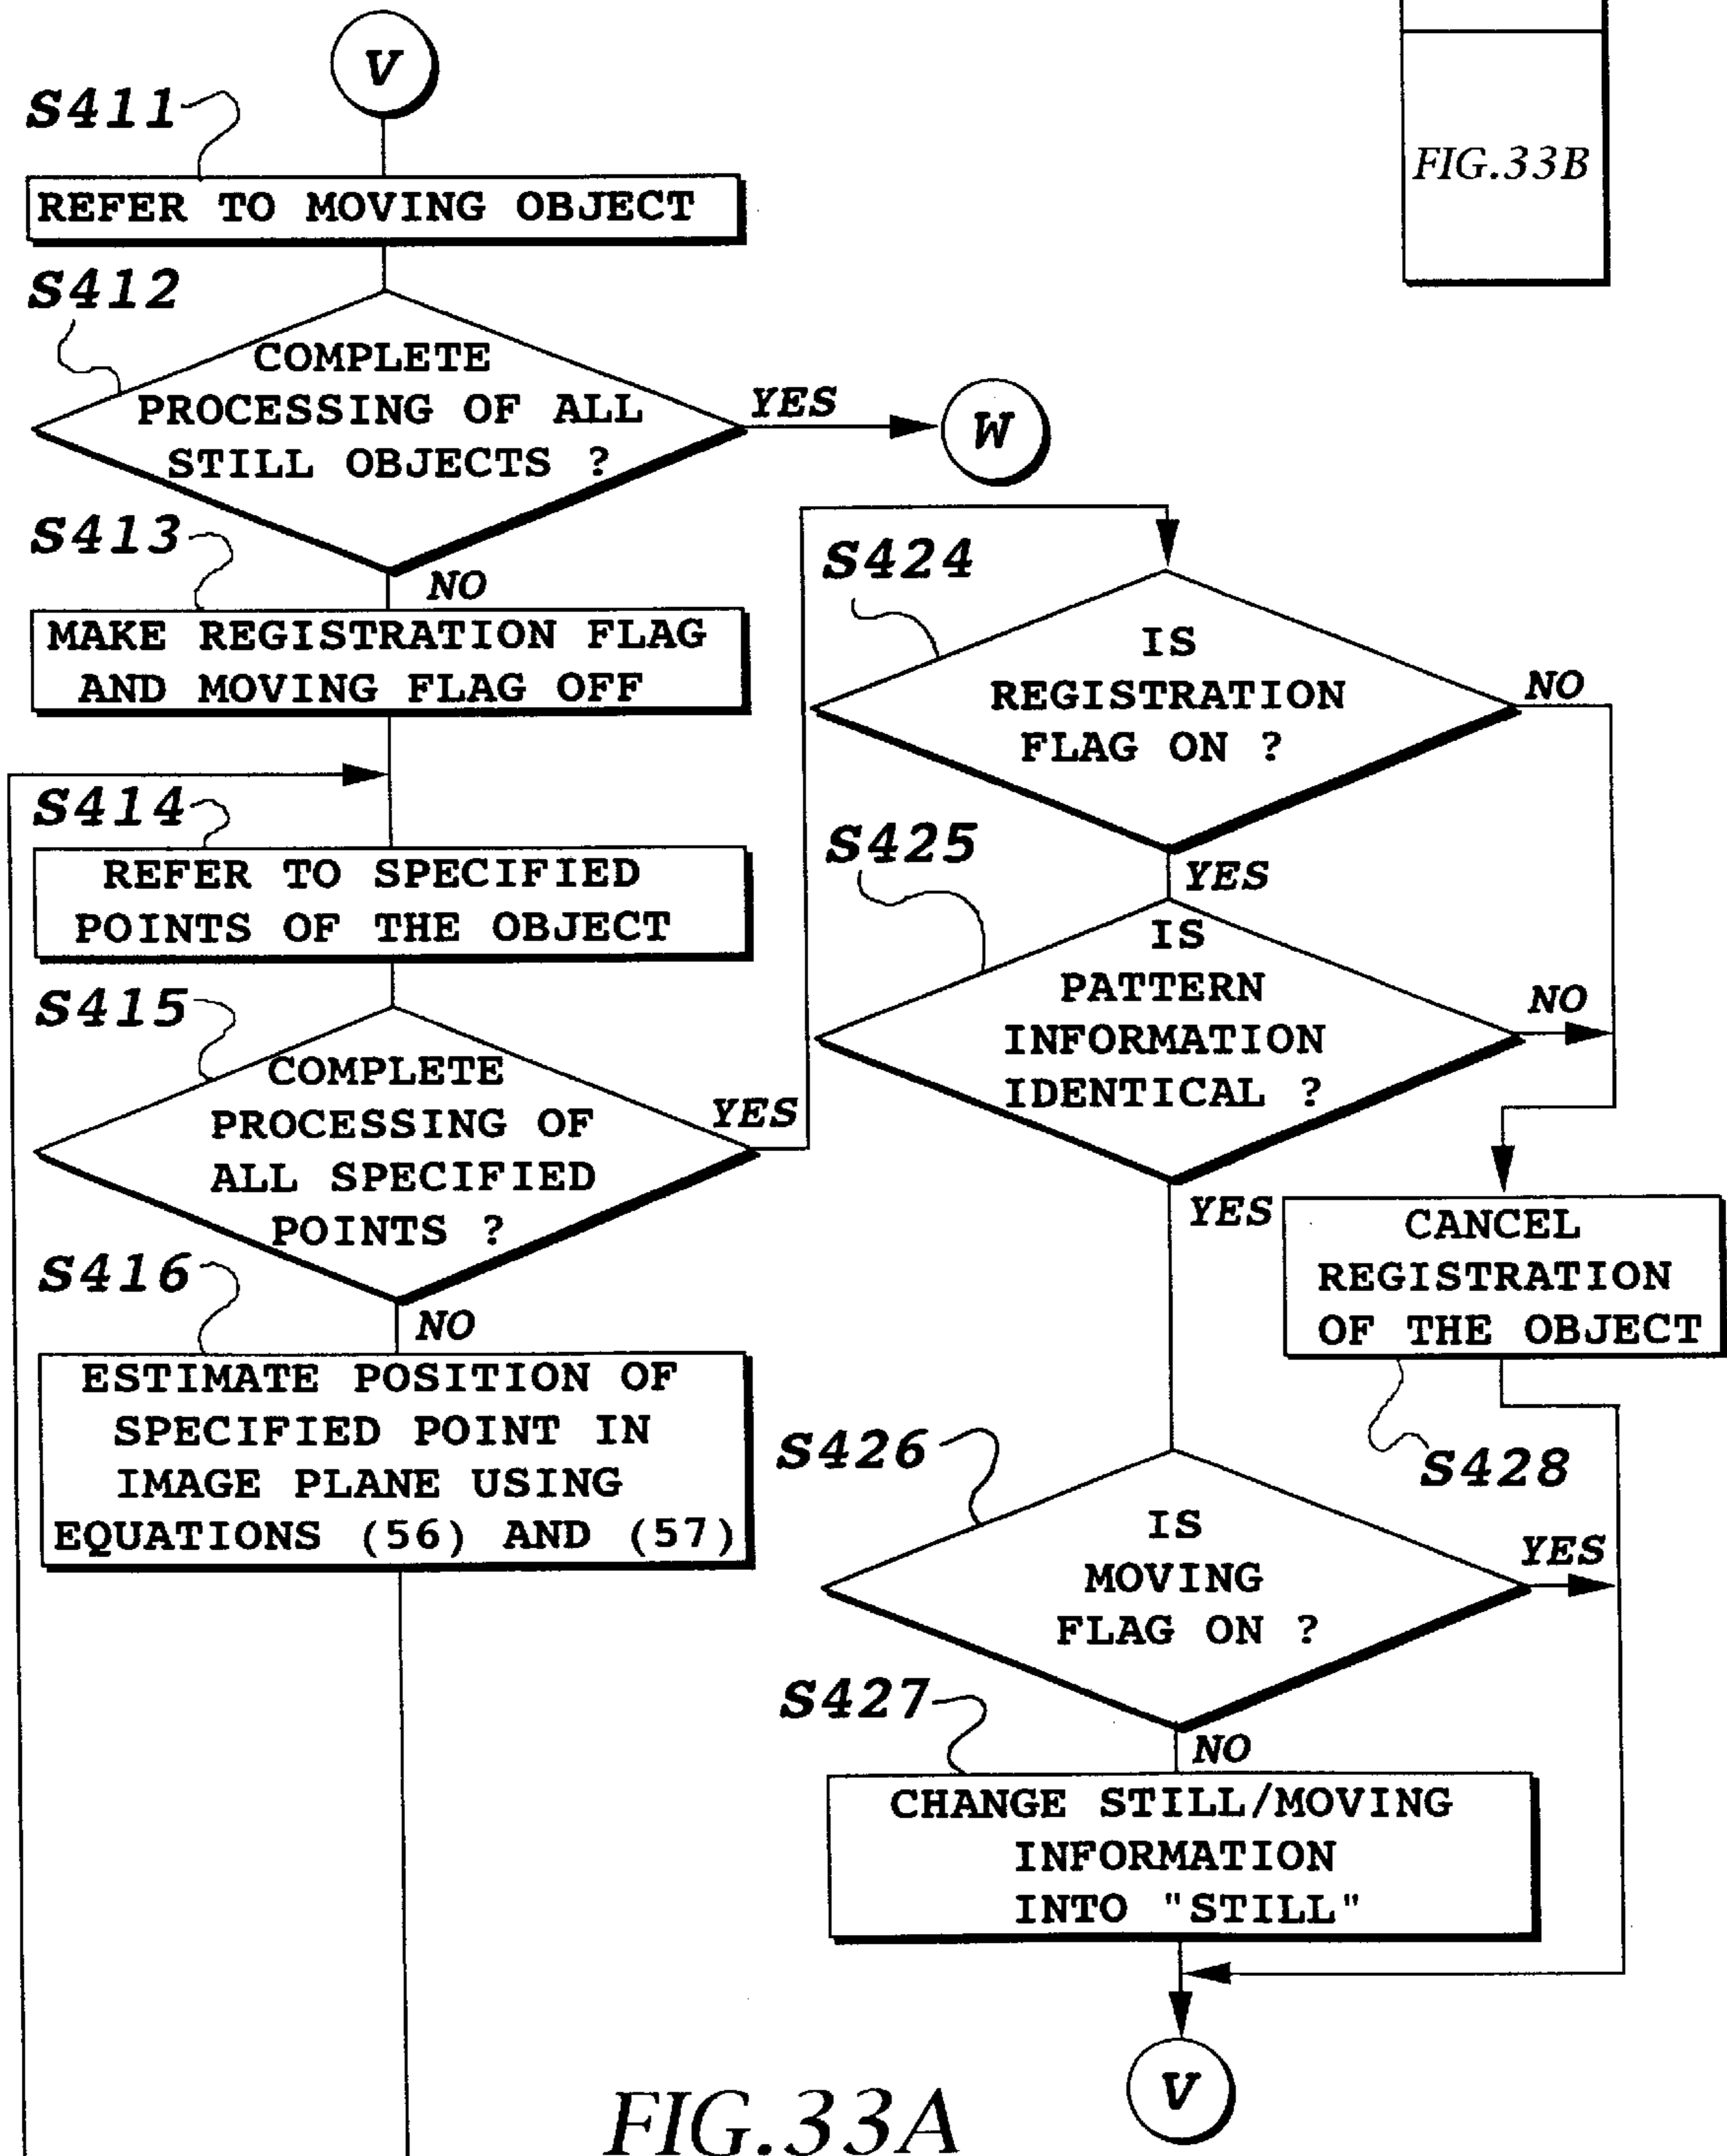 V
S411
REFER TO MOVING OBJECT
S412
COMPLETE
PROCESSING OF ALL
STILL OBJECTS ?
YES
W
NO
S413
MAKE REGISTRATION FLAG
AND MOVING FLAG OFF
S414
REFER TO SPECIFIED
POINTS OF THE OBJECT
S415
COMPLETE
PROCESSING OF
ALL SPECIFIED
POINTS ?
YES
NO
S416
ESTIMATE POSITION OF
SPECIFIED POINT IN
IMAGE PLANE USING
EQUATIONS (56) AND (57)
S424
IS
REGISTRATION
FLAG ON ?
NO
YES
S425
IS
PATTERN
INFORMATION
IDENTICAL ?
NO
YES
CANCEL
REGISTRATION
OF THE OBJECT
S428
S426
IS
MOVING
FLAG ON ?
YES
NO
S427
CHANGE STILL/MOVING
INFORMATION
INTO "STILL"
V
FIG.33B
FIG.33A